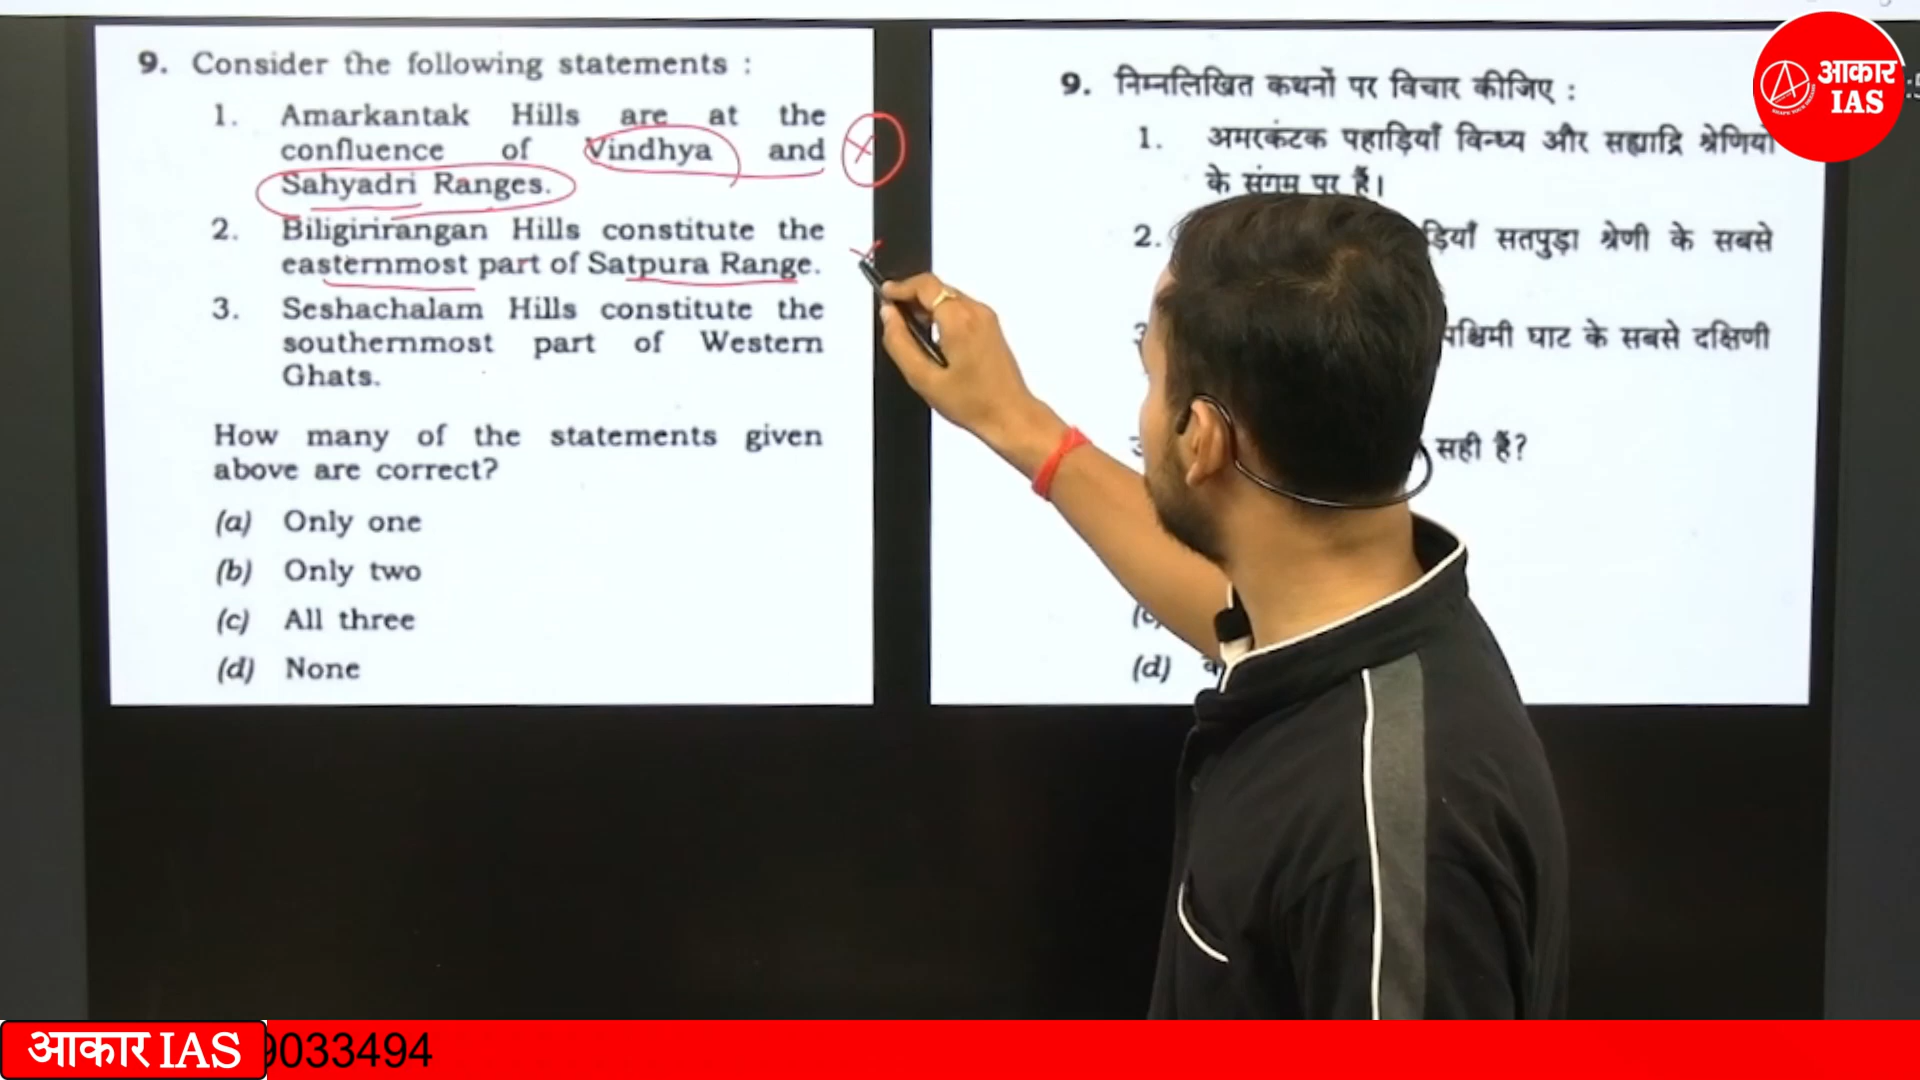 9. Consider the following statements :
1. Amarkantak Hills are at the
confluence of Vindhya and
Sahyadri Ranges.
2. Biligirirangan Hills constitute the
easternmost part of Satpura Range.
3. Seshachalam Hills constitute the
southernmost part of Western
Ghats.
How many of the statements given
above are correct?
(a) Only one
(b) Only two
(c) All three
(d) None
9. निम्नलिखित कथनों पर विचार कीजिए :
1. अमरकंटक पहाड़ियाँ विन्ध्य और सह्याद्रि श्रेणियों
के संगम पर हैं।
2. सतपुड़ा श्रेणी के सबसे
पश्चिमी घाट के सबसे दक्षिणी
सही हैं?
(d)
आकार
IAS
आकार IAS 9033494